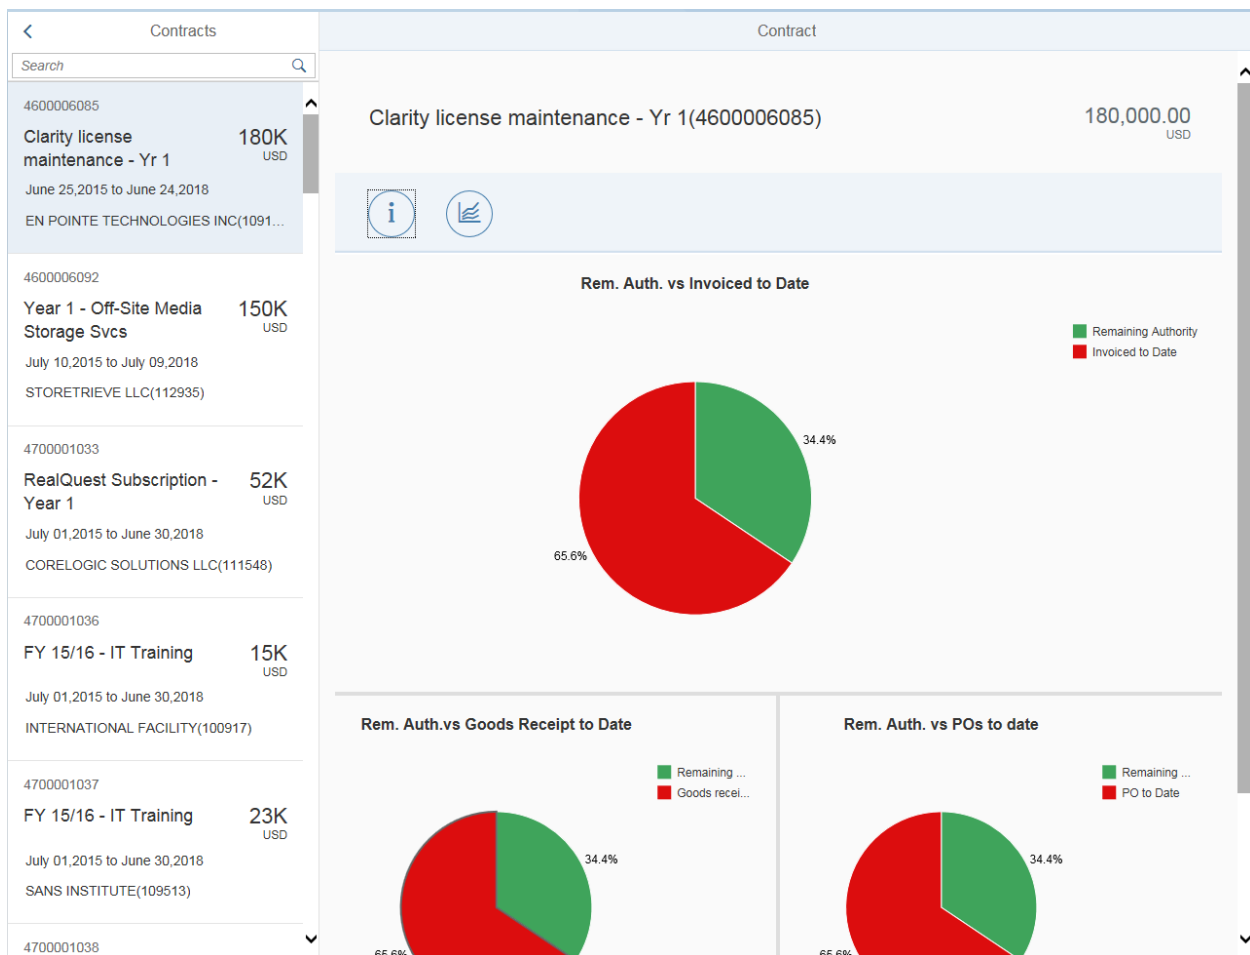 Contracts
Contract
Search
4600006085
Clarity license
maintenance - Yr 1
180K
USD
June 25,2015 to June 24,2018
EN POINTE TECHNOLOGIES INC(1091...
4600006092
Year 1 - Off-Site Media
Storage Svcs
150K
USD
July 10,2015 to July 09,2018
STORETRIEVE LLC(112935)
4700001033
RealQuest Subscription -
Year 1
52K
USD
July 01,2015 to June 30,2018
CORELOGIC SOLUTIONS LLC(111548)
4700001036
FY 15/16 - IT Training
15K
USD
July 01,2015 to June 30,2018
INTERNATIONAL FACILITY(100917)
4700001037
FY 15/16 - IT Training
23K
USD
July 01,2015 to June 30,2018
SANS INSTITUTE(109513)
4700001038
Clarity license maintenance - Yr 1(4600006085)
180,000.00
USD
i
Rem. Auth. vs Invoiced to Date
Remaining Authority
Invoiced to Date
34.4%
65.6%
Rem. Auth.vs Goods Receipt to Date
Remaining ...
Goods recei...
34.4%
65.6%
Rem. Auth. vs POs to date
Remaining ...
PO to Date
34.4%
65.6%